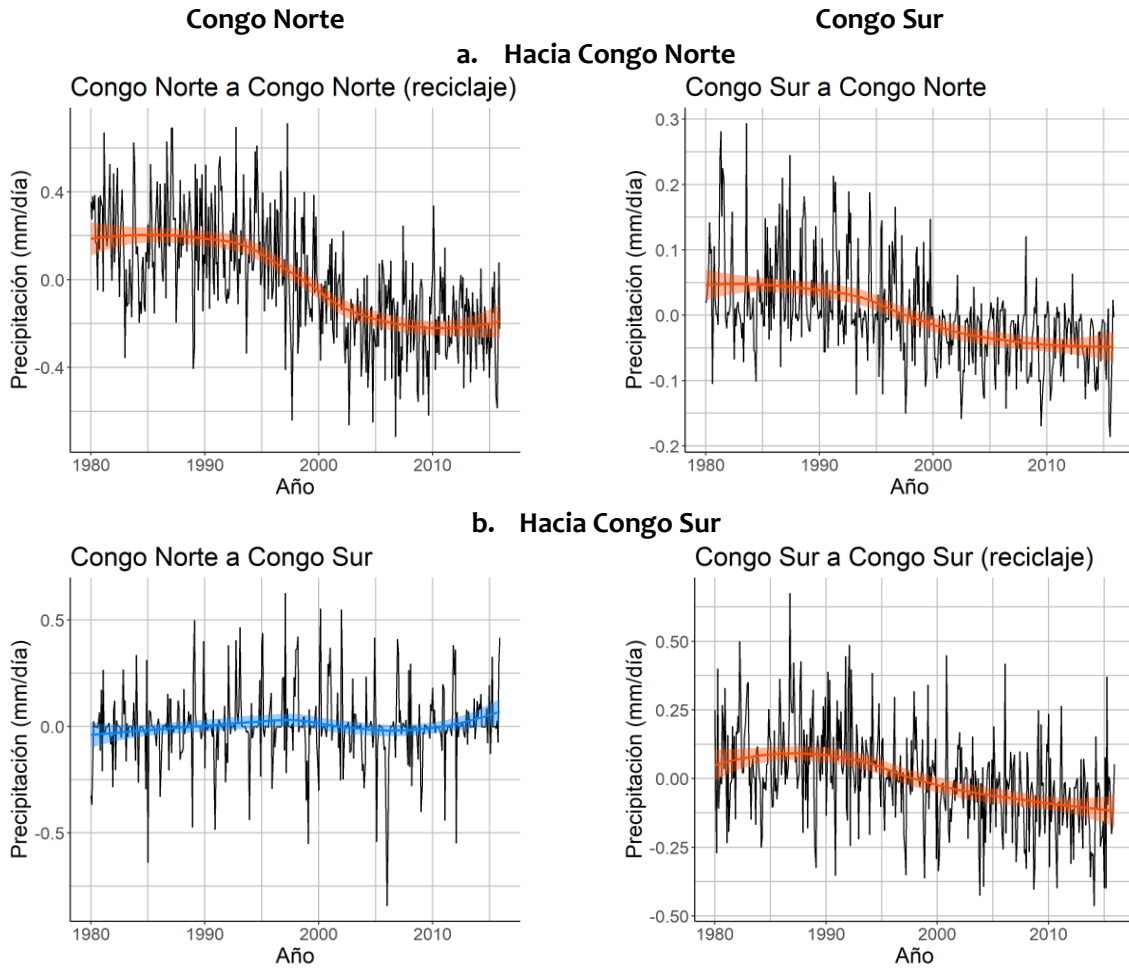 Congo Norte
Congo Sur
a. Hacia Congo Norte
Congo Norte a Congo Norte (reciclaje)
Precipitación (mm/día)
0.4
0.0
-0.4
1980
1990
2000
2010
Año
Congo Sur a Congo Norte
Precipitación (mm/día)
0.3
0.2
0.1
0.0
-0.1
-0.2
1980
1990
2000
2010
Año
b. Hacia Congo Sur
Congo Norte a Congo Sur
Precipitación (mm/día)
0.5
0.0
-0.5
1980
1990
2000
2010
Año
Congo Sur a Congo Sur (reciclaje)
Precipitación (mm/día)
0.50
0.25
0.00
-0.25
-0.50
1980
1990
2000
2010
Año